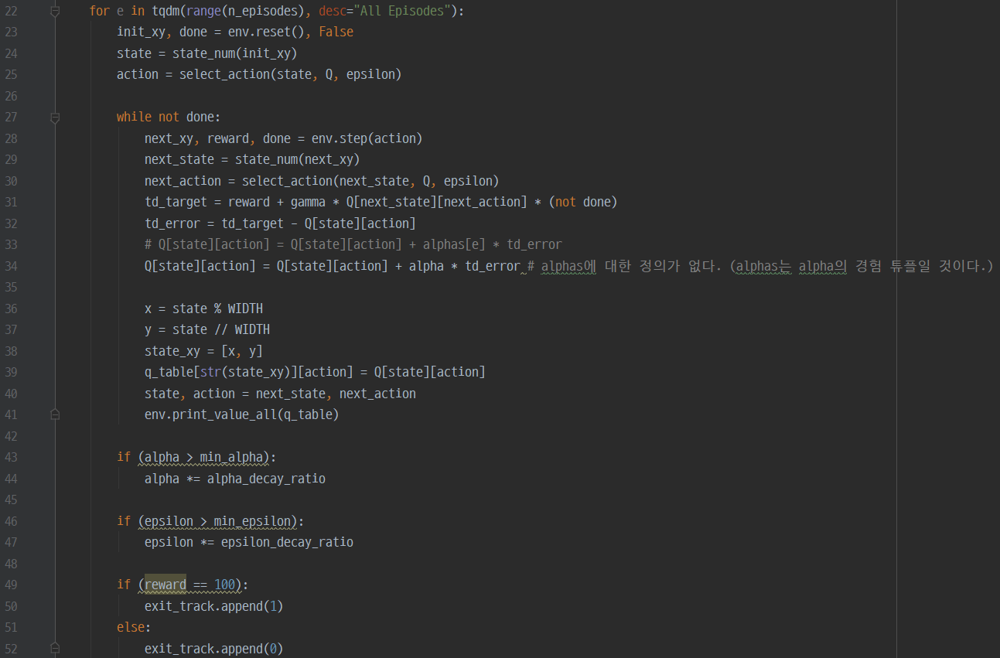 22 for e in tqdm(range(n_episodes), desc="All Episodes"):
23 init_xy, done = env.reset(), False
24 state = state_num(init_xy)
25 action = select_action(state, Q, epsilon)
26
27 while not done:
28 next_xy, reward, done = env.step(action)
29 next_state = state_num(next_xy)
30 next_action = select_action(next_state, Q, epsilon)
31 td_target = reward + gamma * Q[next_state][next_action] * (not done)
32 td_error = td_target - Q[state][action]
33 # Q[state][action] = Q[state][action] + alphas[e] * td_error
34 Q[state][action] = Q[state][action] + alpha * td_error # alphas에 대한 정의가 없다. (alphas는 alpha의 경험 튜플일 것이다.)
35
36 x = state % WIDTH
37 y = state // WIDTH
38 state_xy = [x, y]
39 q_table[str(state_xy)][action] = Q[state][action]
40 state, action = next_state, next_action
41 env.print_value_all(q_table)
42
43 if (alpha > min_alpha):
44 alpha *= alpha_decay_ratio
45
46 if (epsilon > min_epsilon):
47 epsilon *= epsilon_decay_ratio
48
49 if (reward == 100):
50 exit_track.append(1)
51 else:
52 exit_track.append(0)